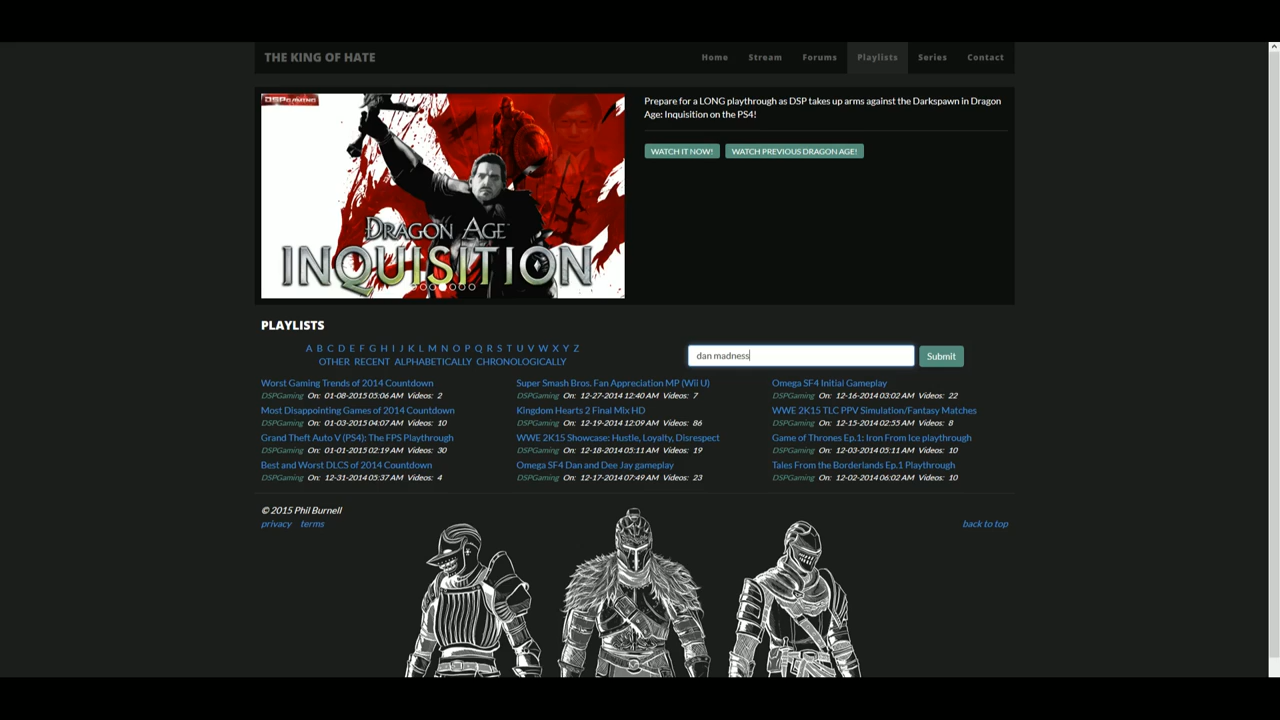 THE KING OF HATE
Home Stream Forums Playlists Series Contact
DSPGAMING
DRAGON AGE
INQUISITION
Prepare for a LONG playthrough as DSP takes up arms against the Darkspawn in Dragon
Age: Inquisition on the PS4!
WATCH IT NOW! WATCH PREVIOUS DRAGON AGE!
PLAYLISTS
A B C D E F G H I J K L M N O P Q R S T U V W X Y Z
OTHER RECENT ALPHABETICALLY CHRONOLOGICALLY
dan madness Submit
Worst Gaming Trends of 2014 Countdown
DSPGaming On: 01-08-2015 05:06 AM Videos: 2
Most Disappointing Games of 2014 Countdown
DSPGaming On: 01-03-2015 04:07 AM Videos: 10
Grand Theft Auto V (PS4): The FPS Playthrough
DSPGaming On: 01-01-2015 02:19 AM Videos: 30
Best and Worst DLCS of 2014 Countdown
DSPGaming On: 12-31-2014 05:37 AM Videos: 4
Super Smash Bros. Fan Appreciation MP (Wii U)
DSPGaming On: 12-27-2014 12:40 AM Videos: 7
Kingdom Hearts 2 Final Mix HD
DSPGaming On: 12-19-2014 12:09 AM Videos: 86
WWE 2K15 Showcase: Hustle, Loyalty, Disrespect
DSPGaming On: 12-18-2014 05:11 AM Videos: 19
Omega SF4 Dan and Dee Jay gameplay
DSPGaming On: 12-17-2014 07:49 AM Videos: 23
Omega SF4 Initial Gameplay
DSPGaming On: 12-16-2014 03:02 AM Videos: 22
WWE 2K15 TLC PPV Simulation/Fantasy Matches
DSPGaming On: 12-15-2014 02:55 AM Videos: 8
Game of Thrones Ep.1: Iron From Ice playthrough
DSPGaming On: 12-03-2014 05:11 AM Videos: 10
Tales From the Borderlands Ep.1 Playthrough
DSPGaming On: 12-02-2014 06:02 AM Videos: 10
© 2015 Phil Burnell
privacy terms back to top